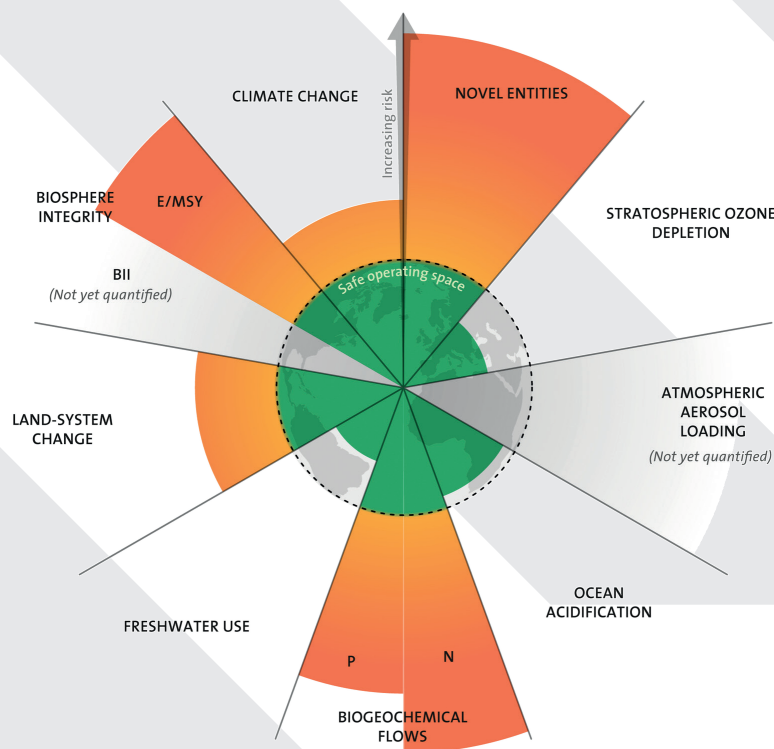 CLIMATE CHANGE
Increasing risk
NOVEL ENTITIES
BIOSPHERE
INTEGRITY
E/MSY
STRATOSPHERIC OZONE
DEPLETION
BII
(Not yet quantified)
Safe operating space
LAND-SYSTEM
CHANGE
ATMOSPHERIC
AEROSOL
LOADING
(Not yet quantified)
FRESHWATER USE
OCEAN
ACIDIFICATION
P
N
BIOGEOCHEMICAL
FLOWS